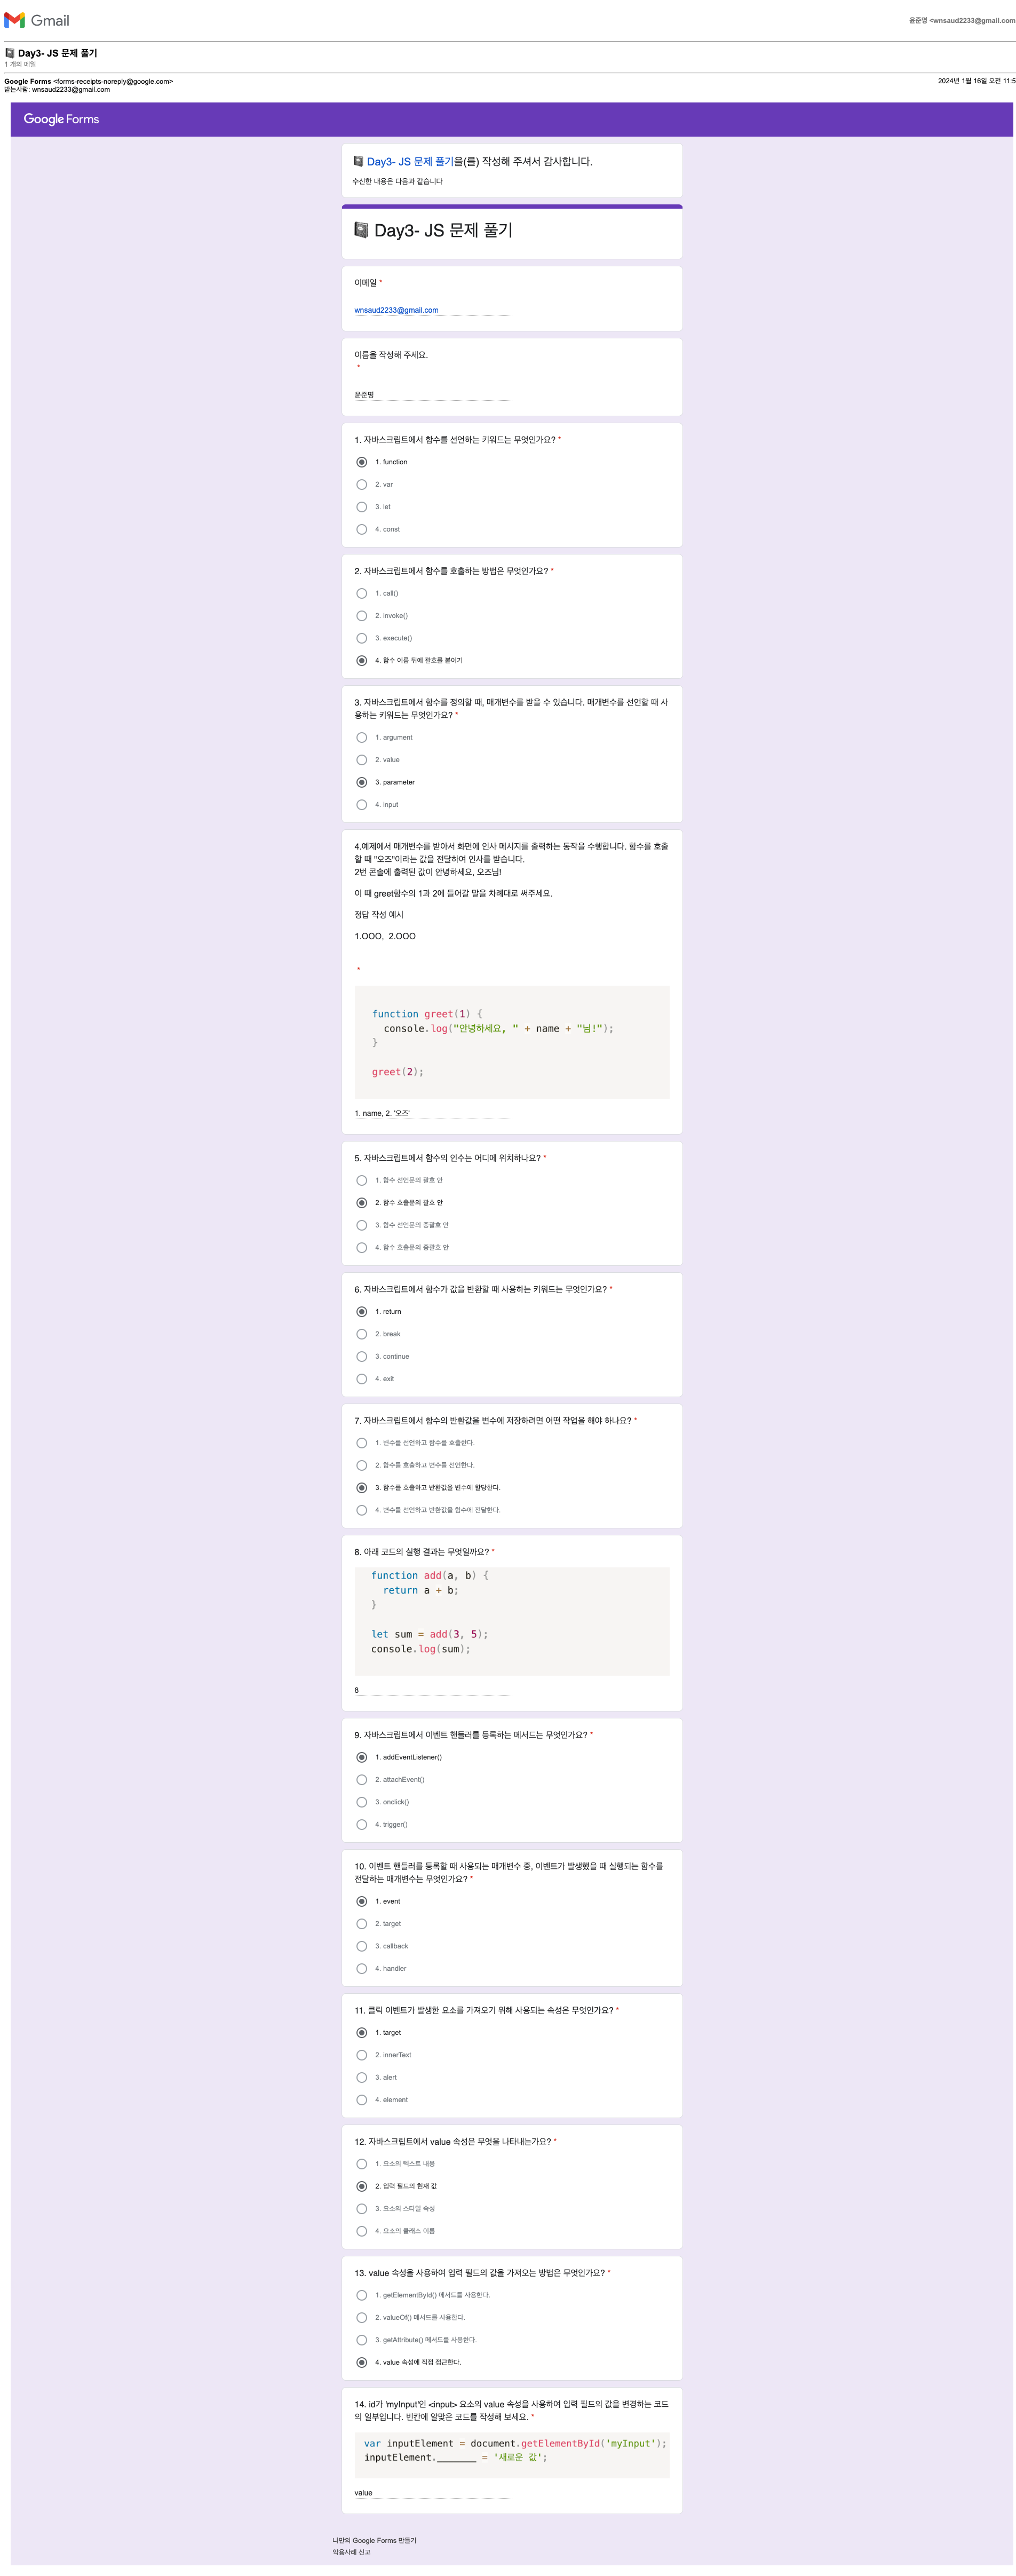 Gmail
윤준명 <wnsaud2233@gmail.com
Day3- JS 문제 풀기
1 개의 메일
Google Forms <forms-receipts-noreply@google.com>
2024년 1월 16일 오전 11:5
받는사람: wnsaud2233@gmail.com
Google Forms
Day3- JS 문제 풀기을(를) 작성해 주셔서 감사합니다.
수신한 내용은 다음과 같습니다
Day3- JS 문제 풀기
이메일 *
wnsaud2233@gmail.com
이름을 작성해 주세요.
*
윤준명
1. 자바스크립트에서 함수를 선언하는 키워드는 무엇인가요? *
1. function
2. var
3. let
4. const
2. 자바스크립트에서 함수를 호출하는 방법은 무엇인가요? *
1. call()
2. invoke()
3. execute()
4. 함수 이름 뒤에 괄호를 붙이기
3. 자바스크립트에서 함수를 정의할 때, 매개변수를 받을 수 있습니다. 매개변수를 선언할 때 사
용하는 키워드는 무엇인가요? *
1. argument
2. value
3. parameter
4. input
4.예제에서 매개변수를 받아서 화면에 인사 메시지를 출력하는 동작을 수행합니다. 함수를 호출
할 때 "오즈"이라는 값을 전달하여 인사를 받습니다.
2번 콘솔에 출력된 값이 안녕하세요, 오즈님!
이 때 greet함수의 1과 2에 들어갈 말을 차례대로 써주세요.
정답 작성 예시
1.OOO,  2.OOO
*
function greet(1) {
console.log("안녕하세요, " + name + "님!");
}
greet(2);
1. name, 2. '오즈'
5. 자바스크립트에서 함수의 인수는 어디에 위치하나요? *
1. 함수 선언문의 괄호 안
2. 함수 호출문의 괄호 안
3. 함수 선언문의 중괄호 안
4. 함수 호출문의 중괄호 안
6. 자바스크립트에서 함수가 값을 반환할 때 사용하는 키워드는 무엇인가요? *
1. return
2. break
3. continue
4. exit
7. 자바스크립트에서 함수의 반환값을 변수에 저장하려면 어떤 작업을 해야 하나요? *
1. 변수를 선언하고 함수를 호출한다.
2. 함수를 호출하고 변수를 선언한다.
3. 함수를 호출하고 반환값을 변수에 할당한다.
4. 변수를 선언하고 반환값을 함수에 전달한다.
8. 아래 코드의 실행 결과는 무엇일까요? *
function add(a, b) {
return a + b;
}
let sum = add(3, 5);
console.log(sum);
8
9. 자바스크립트에서 이벤트 핸들러를 등록하는 메서드는 무엇인가요? *
1. addEventListener()
2. attachEvent()
3. onclick()
4. trigger()
10. 이벤트 핸들러를 등록할 때 사용되는 매개변수 중, 이벤트가 발생했을 때 실행되는 함수를
전달하는 매개변수는 무엇인가요? *
1. event
2. target
3. callback
4. handler
11. 클릭 이벤트가 발생한 요소를 가져오기 위해 사용되는 속성은 무엇인가요? *
1. target
2. innerText
3. alert
4. element
12. 자바스크립트에서 value 속성은 무엇을 나타내는가요? *
1. 요소의 텍스트 내용
2. 입력 필드의 현재 값
3. 요소의 스타일 속성
4. 요소의 클래스 이름
13. value 속성을 사용하여 입력 필드의 값을 가져오는 방법은 무엇인가요? *
1. getElementById() 메서드를 사용한다.
2. valueOf() 메서드를 사용한다.
3. getAttribute() 메서드를 사용한다.
4. value 속성에 직접 접근한다.
14. id가 'myInput'인 <input> 요소의 value 속성을 사용하여 입력 필드의 값을 변경하는 코드
의 일부입니다. 빈칸에 알맞은 코드를 작성해 보세요. *
var inputElement = document.getElementById('myInput');
inputElement._______ = '새로운 값';
value
나만의 Google Forms 만들기
악용사례 신고